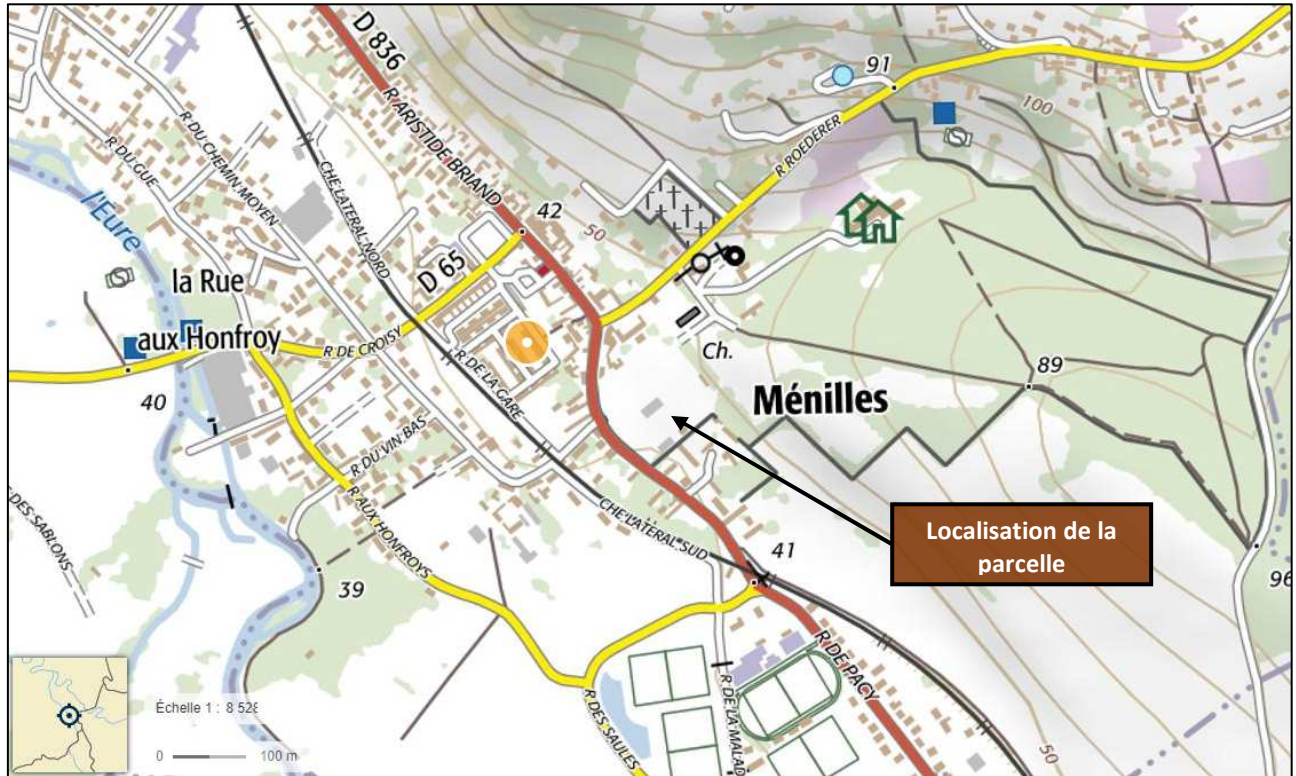 D 836
R ARISTIDE BRIAND
91
100
R ROEDERER
R DU GUE
R DU CHEMIN MOYEN
CHE LATERAL NORD
l'Eure
42
50
la Rue
aux Honfroy
D 65
R DE CROISY
R DE LA GARE
Ch.
Ménilles
89
40
R DU VIN BAS
R AUX HONFROYS
CHE LATERAL SUD
Localisation de la
parcelle
41
39
96
R DES SAULES
R DE LA MALAD
R DE PACY
50
Échelle 1 : 8 528
0
100 m